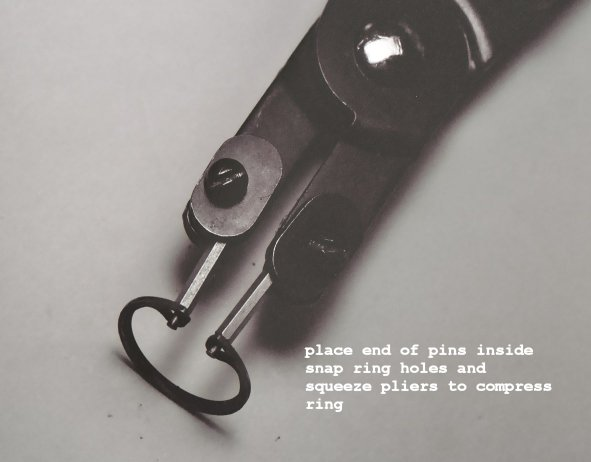 place end of pins inside
snap ring holes and
squeeze pliers to compress
ring